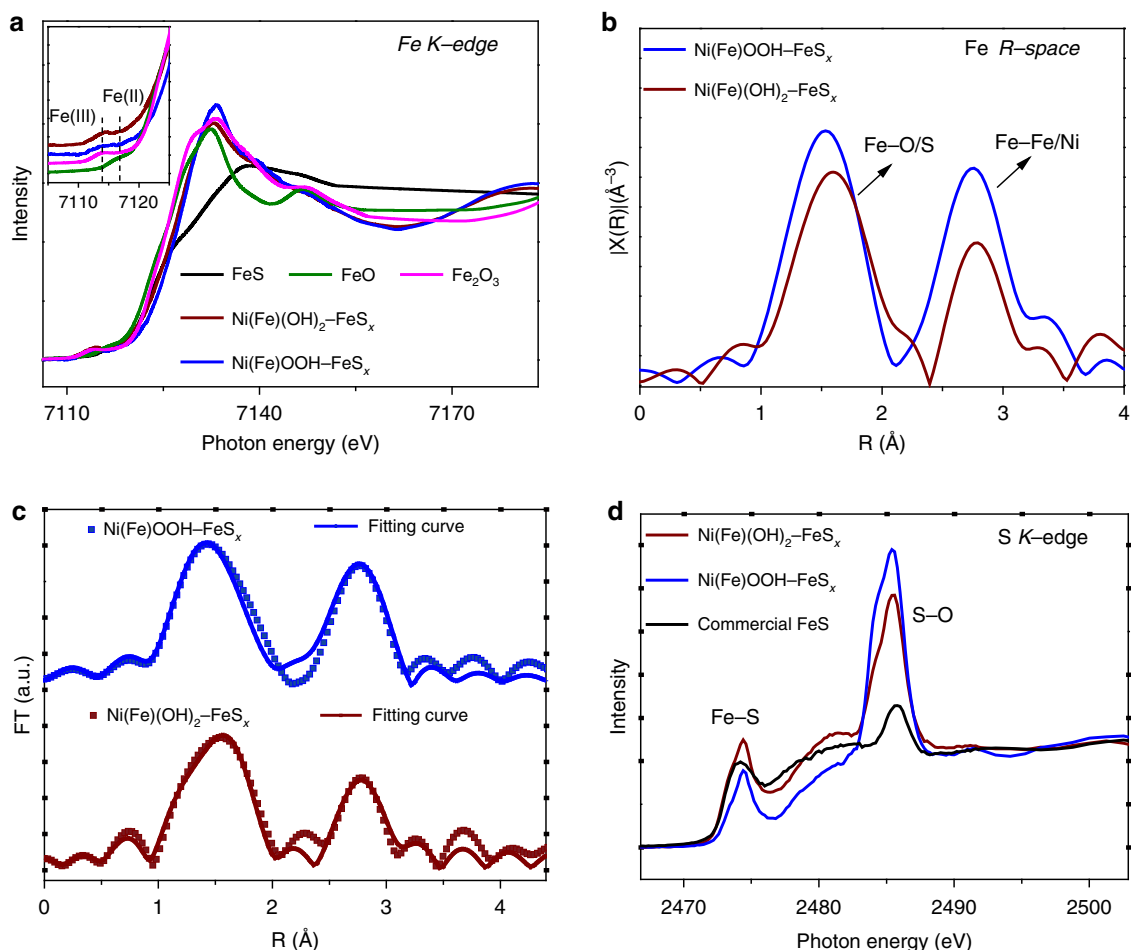 a
Fe K–edge
Fe(II)
Fe(III)
7110 7120
Intensity
FeS FeO Fe₂O₃
Ni(Fe)(OH)₂–FeSₓ
Ni(Fe)OOH–FeSₓ
7110 7140 7170
Photon energy (eV)
b
Fe R–space
Ni(Fe)OOH–FeSₓ
Ni(Fe)(OH)₂–FeSₓ
Fe–O/S
Fe–Fe/Ni
|X(R)|(Å⁻³)
0 1 2 3 4
R (Å)
c
Ni(Fe)OOH–FeSₓ Fitting curve
Ni(Fe)(OH)₂–FeSₓ Fitting curve
FT (a.u.)
0 1 2 3 4
R (Å)
d
S K–edge
Ni(Fe)(OH)₂–FeSₓ
Ni(Fe)OOH–FeSₓ
Commercial FeS
S–O
Fe–S
Intensity
2470 2480 2490 2500
Photon energy (eV)